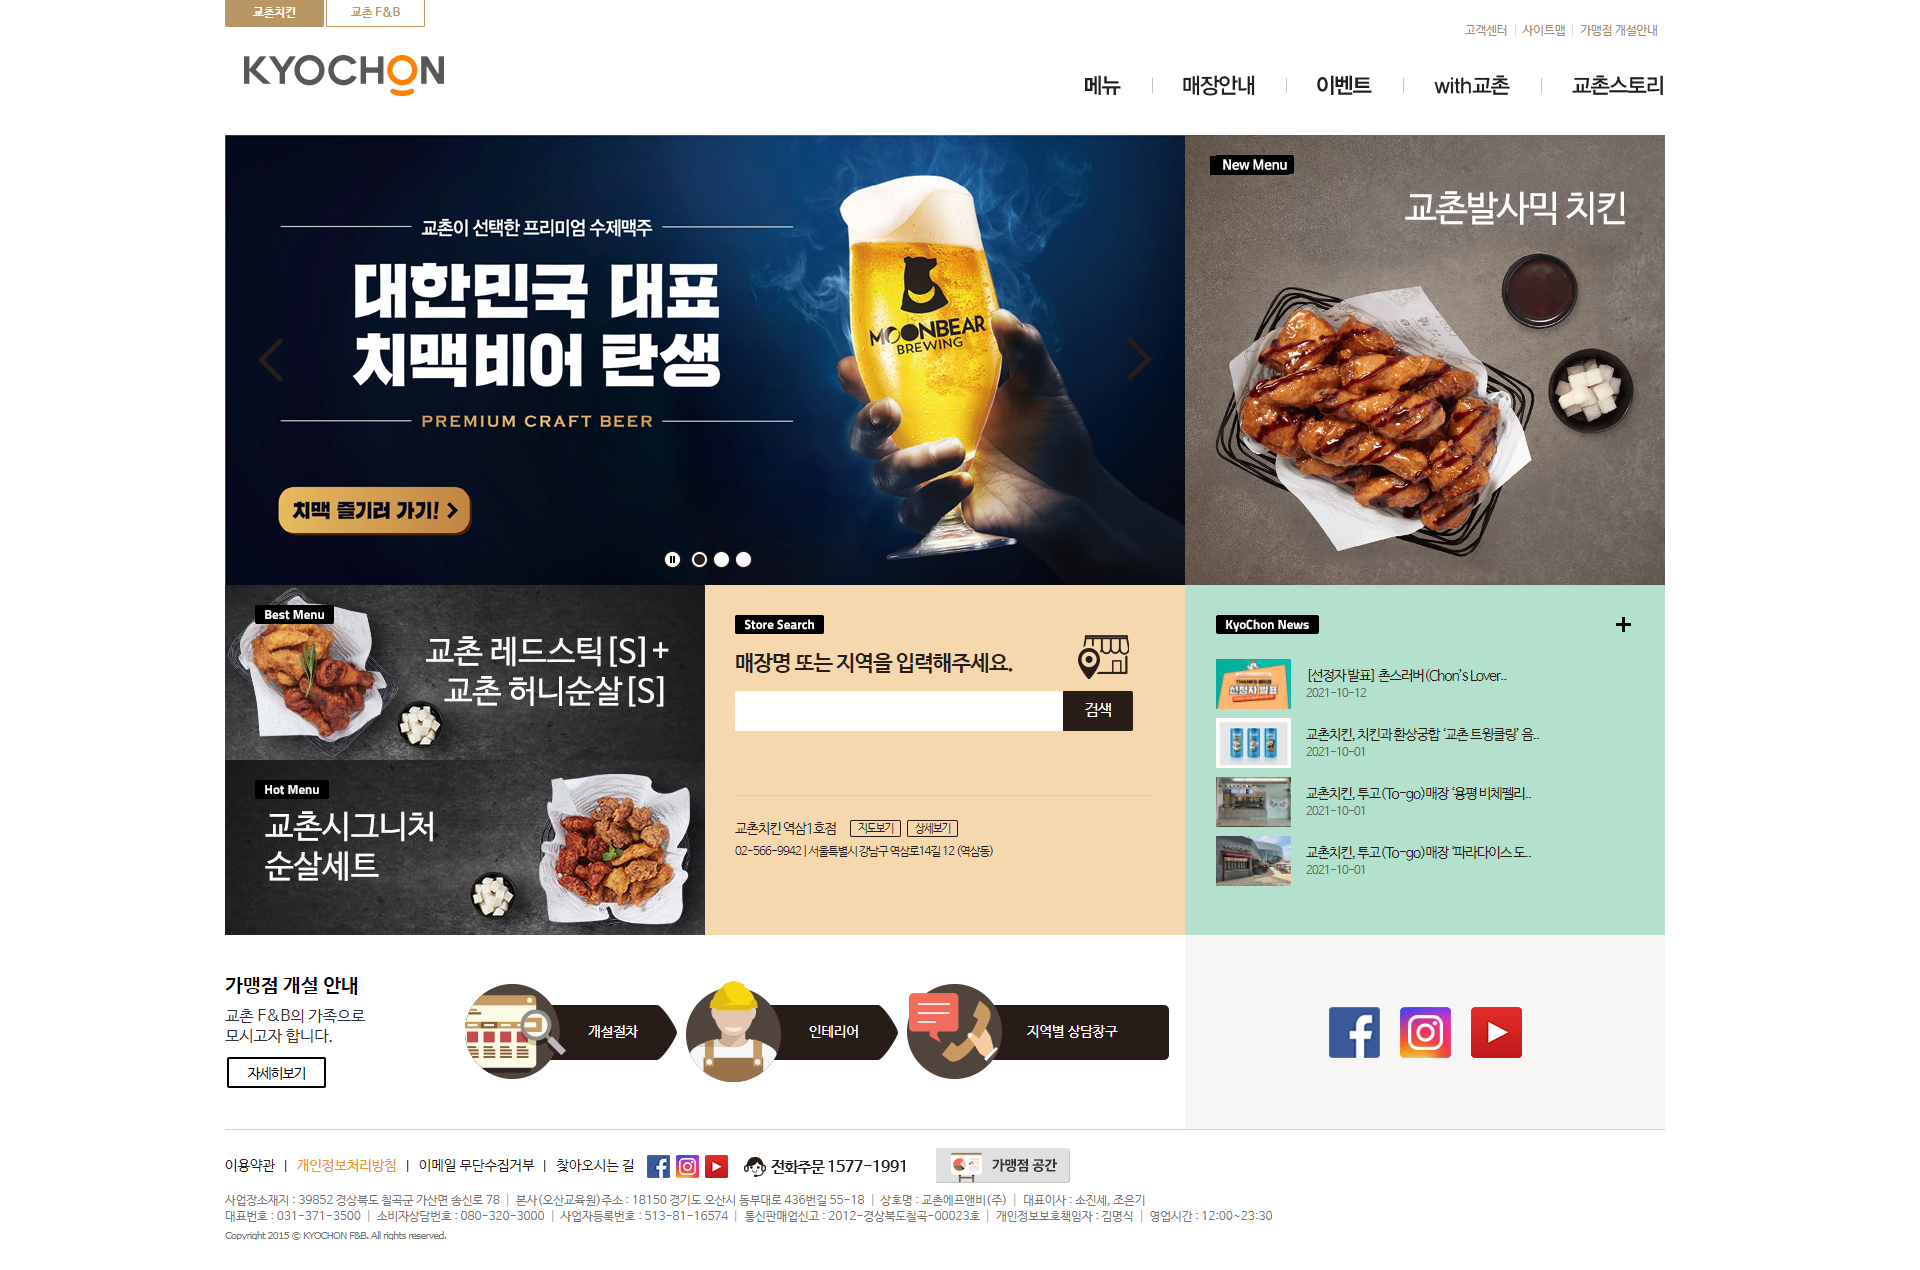 교촌치킨
교촌 F&B
고객센터
사이트맵
가맹점 개설안내
KYOCHON
메뉴
매장안내
이벤트
with교촌
교촌스토리
교촌이 선택한 프리미엄 수제맥주
대한민국 대표
치맥비어 탄생
PREMIUM CRAFT BEER
치맥 즐기러 가기!
MOONBEAR
BREWING
New Menu
교촌발사믹 치킨
Best Menu
교촌 레드스틱[S]+
교촌 허니순살[S]
Hot Menu
교촌시그니처
순살세트
Store Search
매장명 또는 지역을 입력해주세요.
검색
교촌치킨 역삼1호점
지도보기
상세보기
02-566-9942 | 서울특별시 강남구 역삼로14길 12 (역삼동)
KyoChon News
THANKS
선정자 발표
[선정자 발표] 촌스러버(Chon's Lover..
2021-10-12
교촌치킨, 치킨과 환상궁합 '교촌 트윙클링' 음..
2021-10-01
교촌치킨, 투고(To-go)매장 '용평 비체펠리..
2021-10-01
교촌치킨, 투고(To-go)매장 '파라다이스 도..
2021-10-01
가맹점 개설 안내
교촌 F&B의 가족으로
모시고자 합니다.
자세히보기
개설절차
인테리어
지역별 상담창구
이용약관 | 개인정보처리방침 | 이메일 무단수집거부 | 찾아오시는 길
전화주문 1577-1991
가맹점 공간
사업장소재지 : 39852 경상북도 칠곡군 가산면 송신로 78 | 본사(오산교육원)주소 : 18150 경기도 오산시 동부대로 436번길 55-18 | 상호명 : 교촌에프앤비(주) | 대표이사 : 소진세, 조은기
대표번호 : 031-371-3500 | 소비자상담번호 : 080-320-3000 | 사업자등록번호 : 513-81-16574 | 통신판매업신고 : 2012-경상북도칠곡-00023호 | 개인정보보호책임자 : 김명식 | 영업시간 : 12:00~23:30
Copyright 2015 © KYOCHON F&B. All rights reserved.